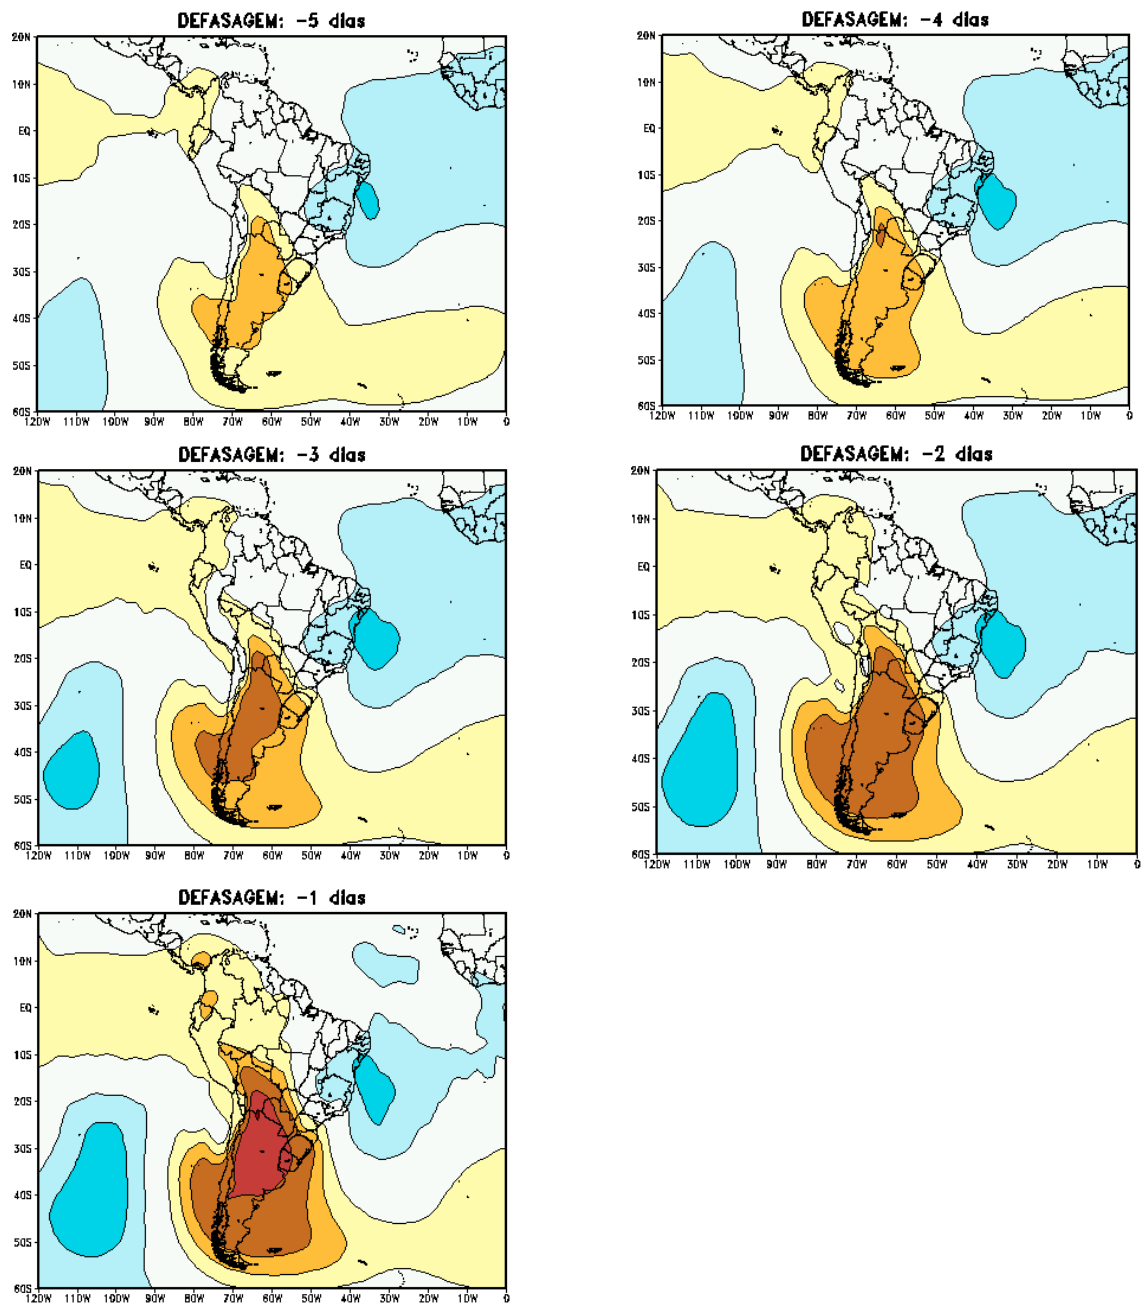 DEFASAGEM: -5 dias
20N
10N
EQ
10S
20S
30S
40S
50S
60S
120W 110W 100W 90W 80W 70W 60W 50W 40W 30W 20W 10W 0
DEFASAGEM: -4 dias
20N
10N
EQ
10S
20S
30S
40S
50S
60S
120W 110W 100W 90W 80W 70W 60W 50W 40W 30W 20W 10W 0
DEFASAGEM: -3 dias
20N
10N
EQ
10S
20S
30S
40S
50S
60S
120W 110W 100W 90W 80W 70W 60W 50W 40W 30W 20W 10W 0
DEFASAGEM: -2 dias
20N
10N
EQ
10S
20S
30S
40S
50S
60S
120W 110W 100W 90W 80W 70W 60W 50W 40W 30W 20W 10W 0
DEFASAGEM: -1 dias
20N
10N
EQ
10S
20S
30S
40S
50S
60S
120W 110W 100W 90W 80W 70W 60W 50W 40W 30W 20W 10W 0